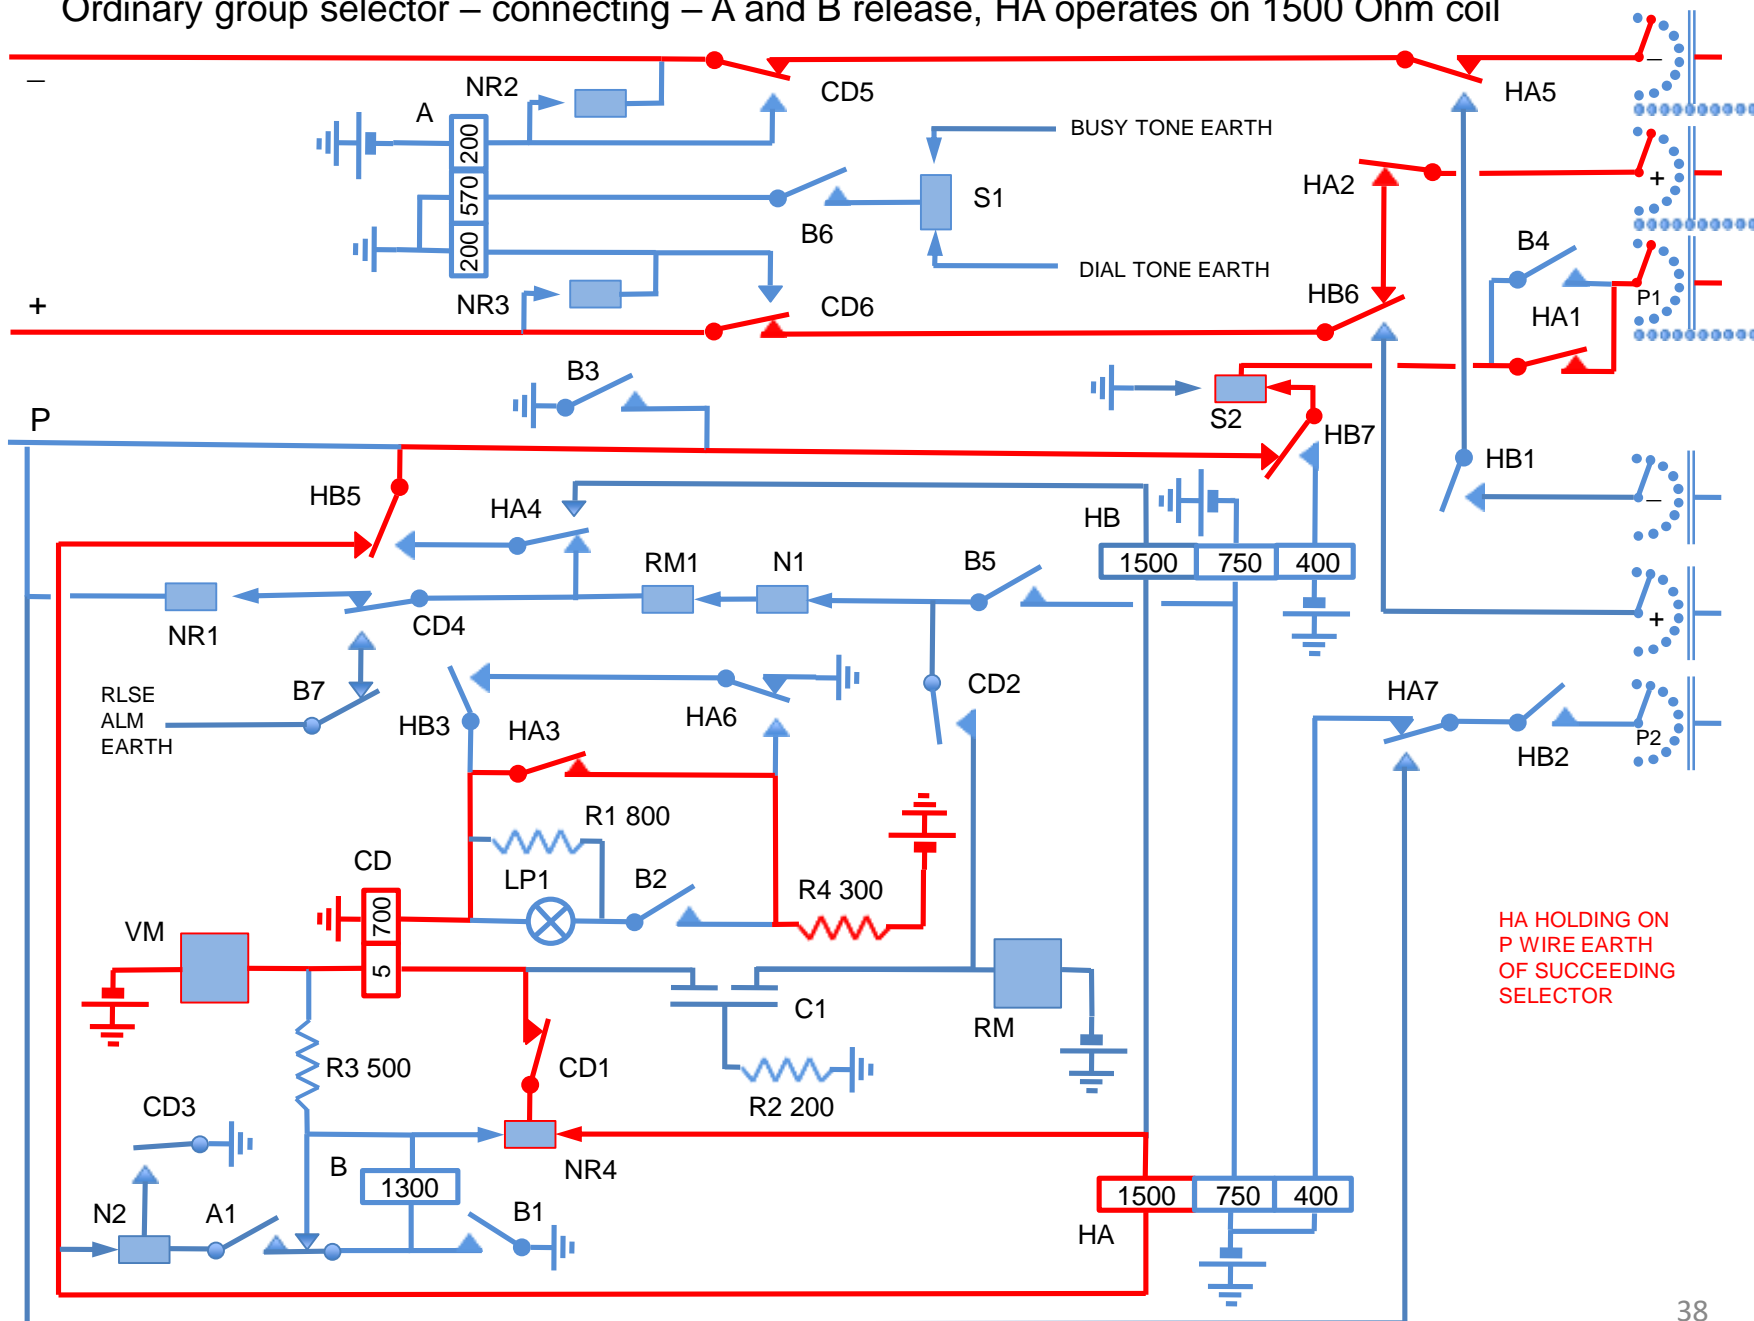 Ordinary group selector – connecting – A and B release, HA operates on 1500 Ohm coil
–
NR2
A
CD5
HA5
–
BUSY TONE EARTH
200
570
200
S1
B6
HA2
+
DIAL TONE EARTH
B4
NR3
+
CD6
HB6
P1
HA1
B3
P
S2
HB7
HB5
HA4
HB
HB1
–
1500
750
400
RM1
N1
B5
NR1
CD4
+
RLSE
ALM
EARTH
B7
HB3
HA6
CD2
HA7
HA3
HB2
P2
R1 800
CD
LP1
B2
R4 300
700
5
VM
HA HOLDING ON
P WIRE EARTH
OF SUCCEEDING
SELECTOR
C1
RM
R3 500
CD1
R2 200
CD3
B
NR4
1300
1500
750
400
N2
A1
B1
HA
38